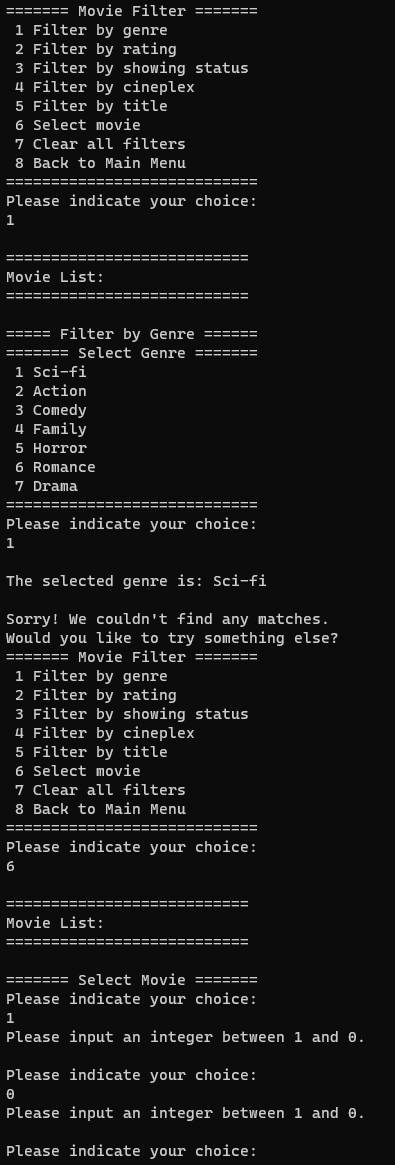 ======= Movie Filter =======
 1 Filter by genre
 2 Filter by rating
 3 Filter by showing status
 4 Filter by cineplex
 5 Filter by title
 6 Select movie
 7 Clear all filters
 8 Back to Main Menu
============================
Please indicate your choice:
1

===========================
Movie List:
===========================

===== Filter by Genre ======
======= Select Genre =======
 1 Sci-fi
 2 Action
 3 Comedy
 4 Family
 5 Horror
 6 Romance
 7 Drama
============================
Please indicate your choice:
1

The selected genre is: Sci-fi

Sorry! We couldn't find any matches.
Would you like to try something else?
======= Movie Filter =======
 1 Filter by genre
 2 Filter by rating
 3 Filter by showing status
 4 Filter by cineplex
 5 Filter by title
 6 Select movie
 7 Clear all filters
 8 Back to Main Menu
============================
Please indicate your choice:
6

===========================
Movie List:
===========================

======= Select Movie =======
Please indicate your choice:
1
Please input an integer between 1 and 0.

Please indicate your choice:
0
Please input an integer between 1 and 0.

Please indicate your choice: